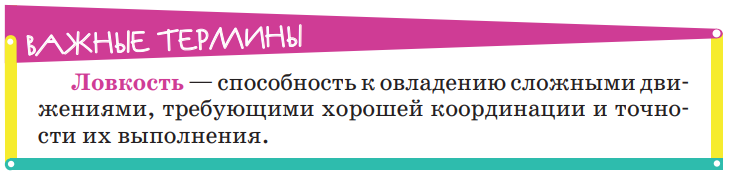 ВАЖНЫЕ ТЕРМИНЫ
Ловкость — способность к овладению сложными дви-
жениями, требующими хорошей координации и точно-
сти их выполнения.